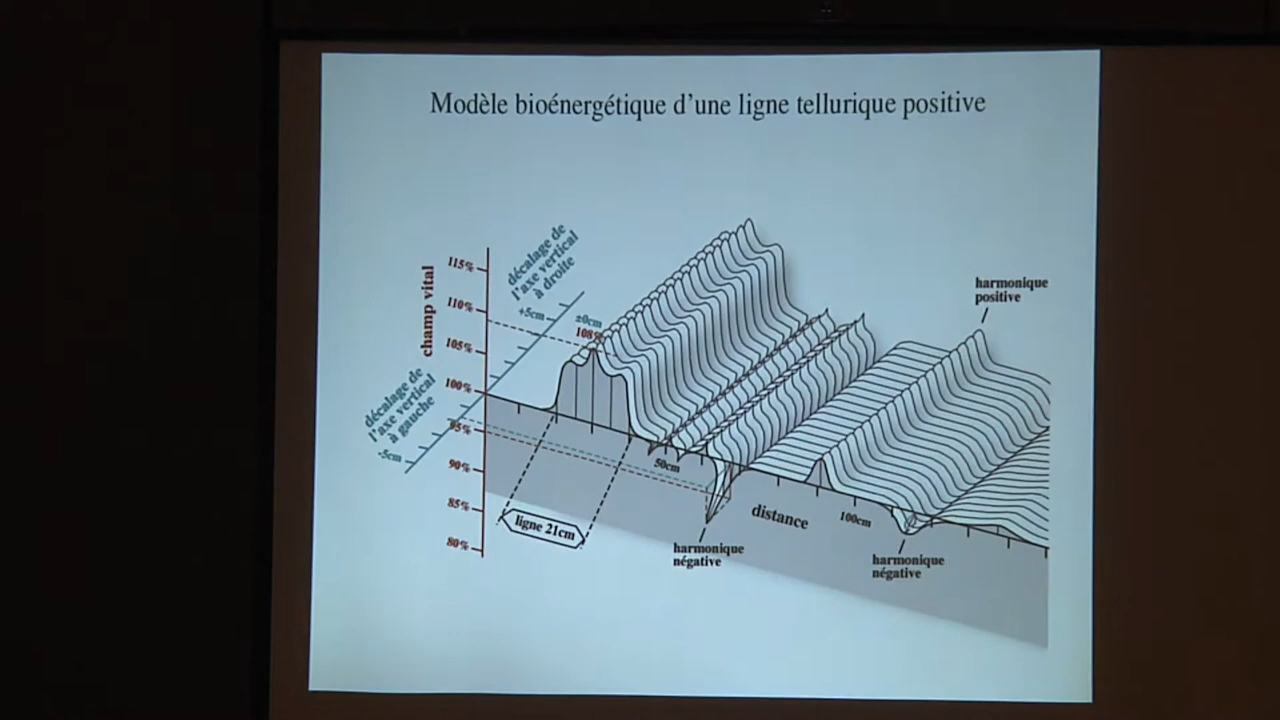 Modèle bioénergétique d'une ligne tellurique positive
champ vital
115%
110%
105%
100%
95%
90%
85%
80%
décalage de
l'axe vertical
à droite
+5cm
±0cm
108%
décalage de
l'axe vertical
à gauche
-5cm
harmonique
positive
50cm
distance
100cm
ligne 21cm
harmonique
négative
harmonique
négative